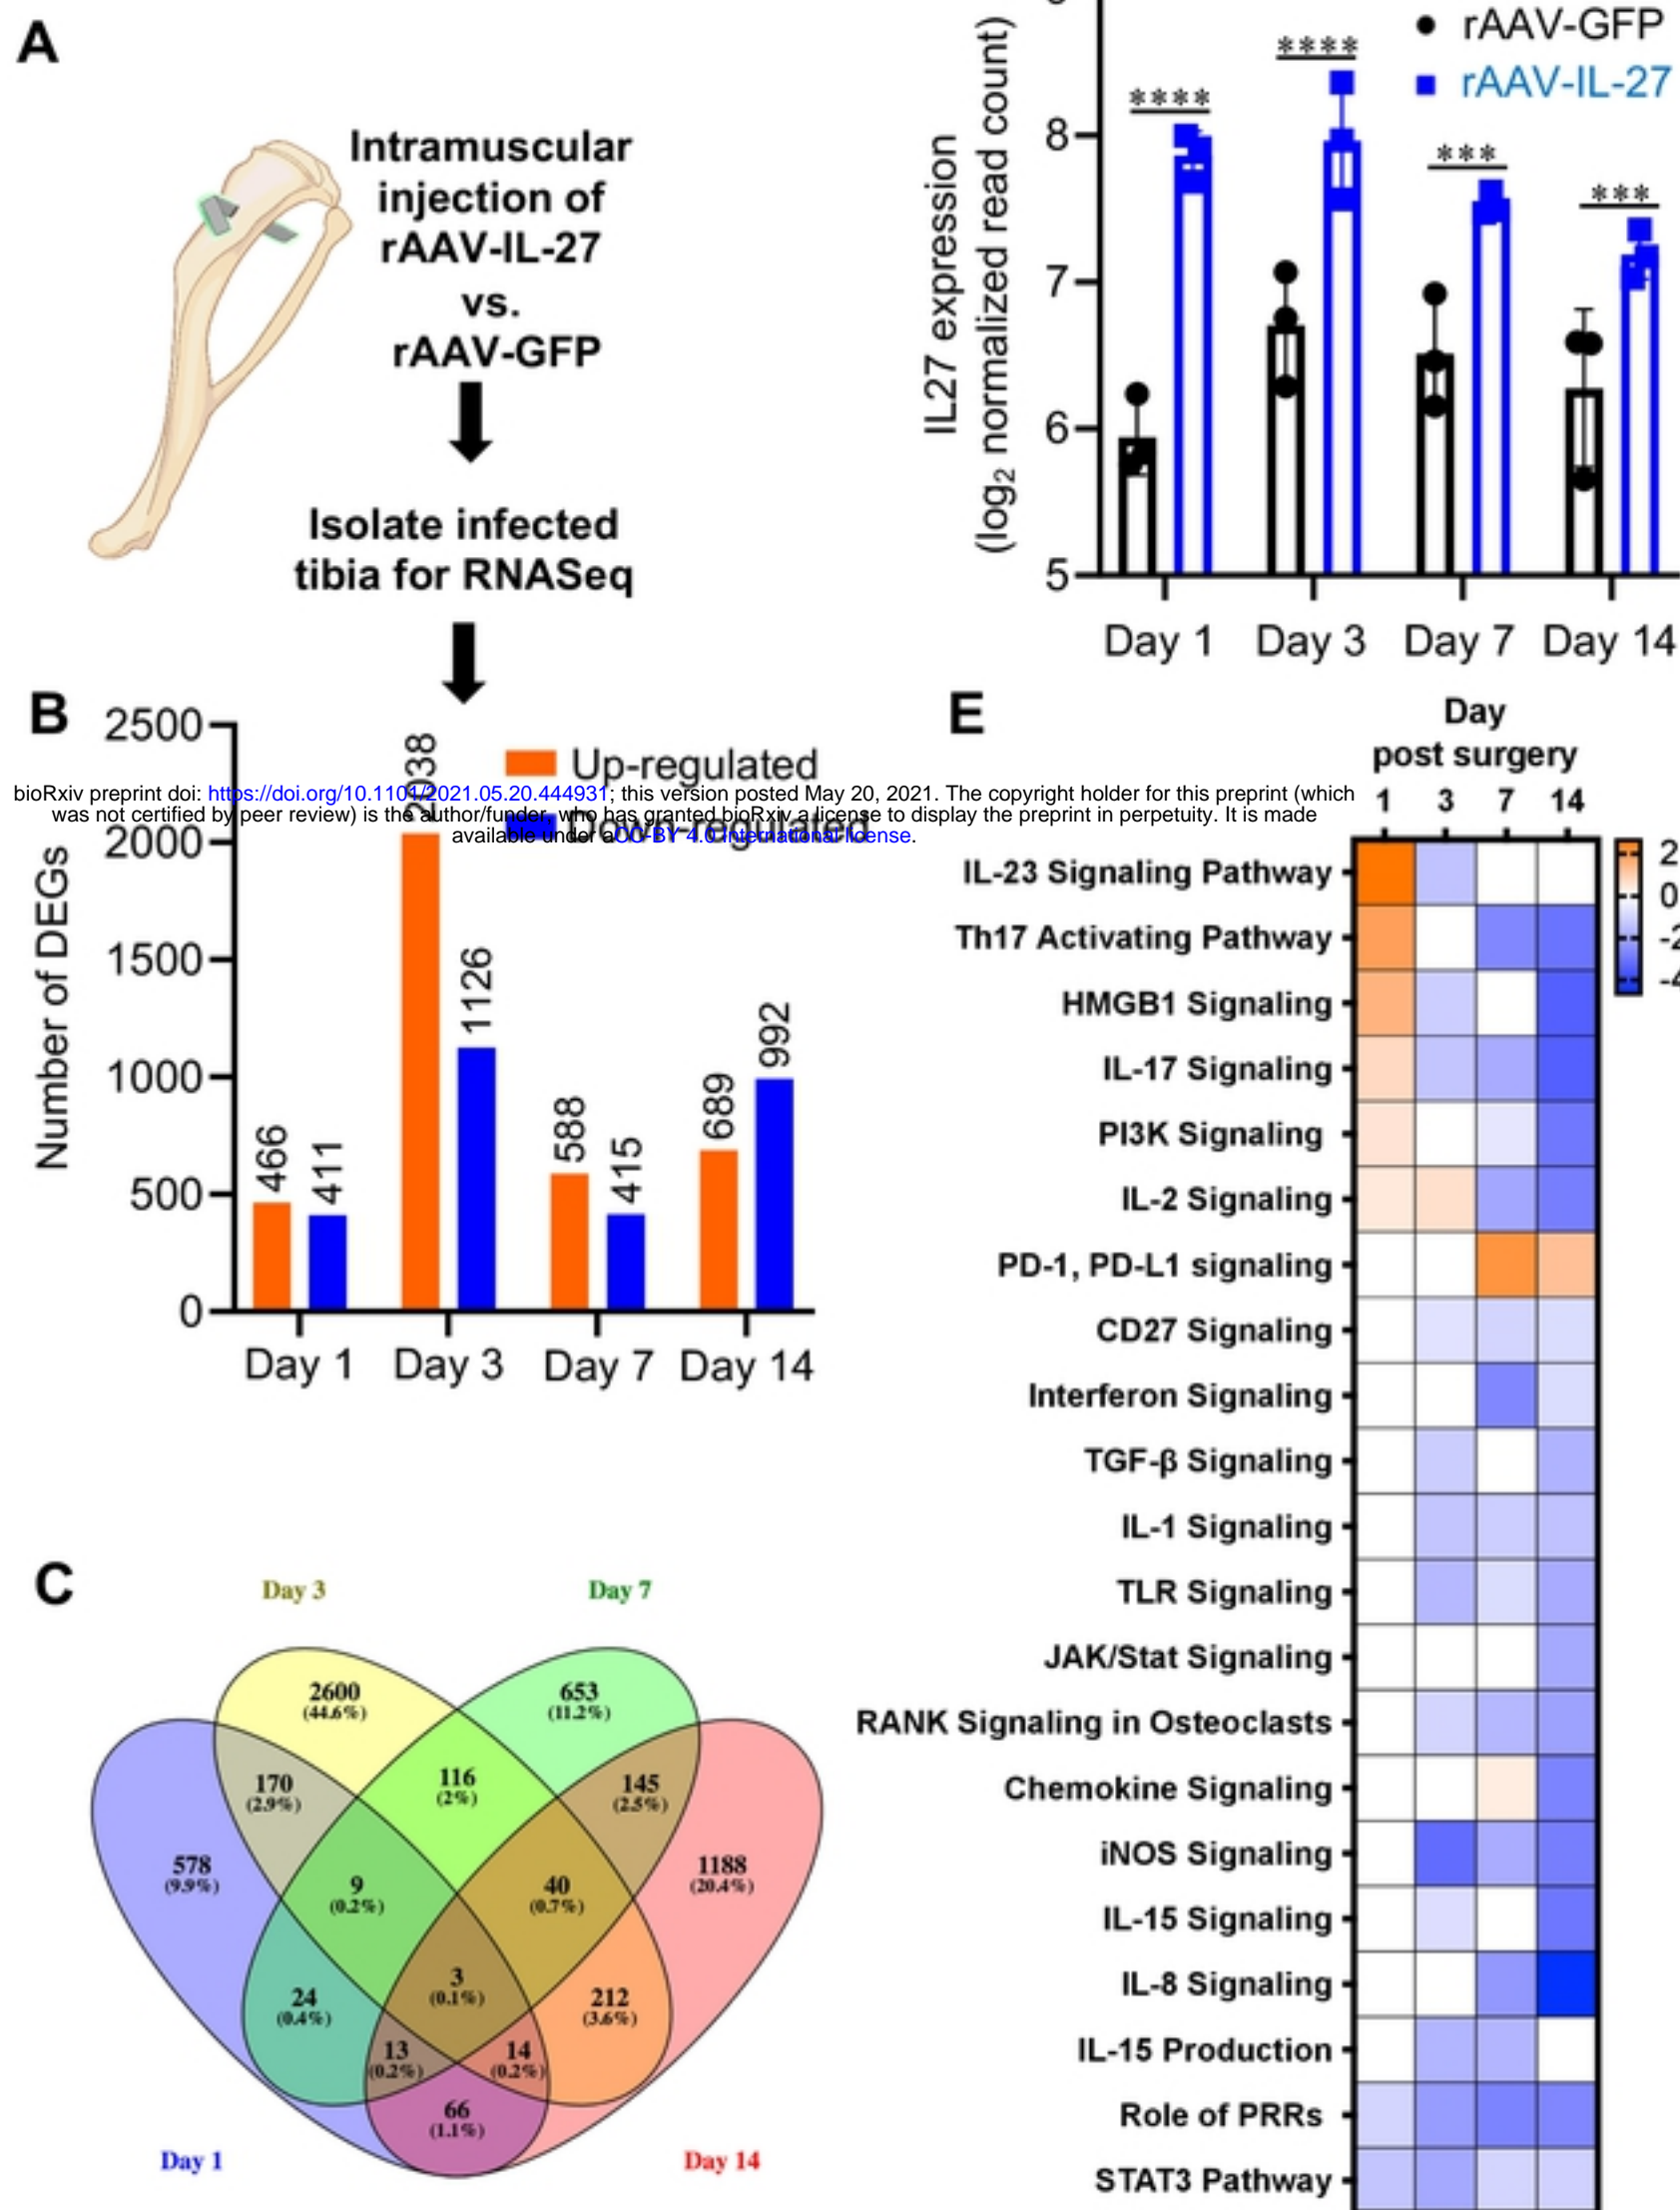 A
Intramuscular
injection of
rAAV-IL-27
vs.
rAAV-GFP
Isolate infected
tibia for RNASeq
rAAV-GFP
rAAV-IL-27
IL27 expression
(log2 normalized read count)
8
7
6
5
****
****
***
***
Day 1 Day 3 Day 7 Day 14
B
Number of DEGs
2500
2000
1500
1000
500
0
Up-regulated
Down-regulated
466
411
2038
1126
588
415
689
992
Day 1 Day 3 Day 7 Day 14
bioRxiv preprint doi: https://doi.org/10.1101/2021.05.20.444931; this version posted May 20, 2021. The copyright holder for this preprint (which
was not certified by peer review) is the author/funder, who has granted bioRxiv a license to display the preprint in perpetuity. It is made
available under aCC-BY 4.0 International license.
C
Day 3
Day 7
2600
(44.6%)
653
(11.2%)
170
(2.9%)
116
(2%)
145
(2.5%)
578
(9.9%)
9
(0.2%)
40
(0.7%)
1188
(20.4%)
24
(0.4%)
3
(0.1%)
212
(3.6%)
13
(0.2%)
14
(0.2%)
66
(1.1%)
Day 1
Day 14
E
Day
post surgery
1 3 7 14
2
0
-2
-4
IL-23 Signaling Pathway
Th17 Activating Pathway
HMGB1 Signaling
IL-17 Signaling
PI3K Signaling
IL-2 Signaling
PD-1, PD-L1 signaling
CD27 Signaling
Interferon Signaling
TGF-β Signaling
IL-1 Signaling
TLR Signaling
JAK/Stat Signaling
RANK Signaling in Osteoclasts
Chemokine Signaling
iNOS Signaling
IL-15 Signaling
IL-8 Signaling
IL-15 Production
Role of PRRs
STAT3 Pathway